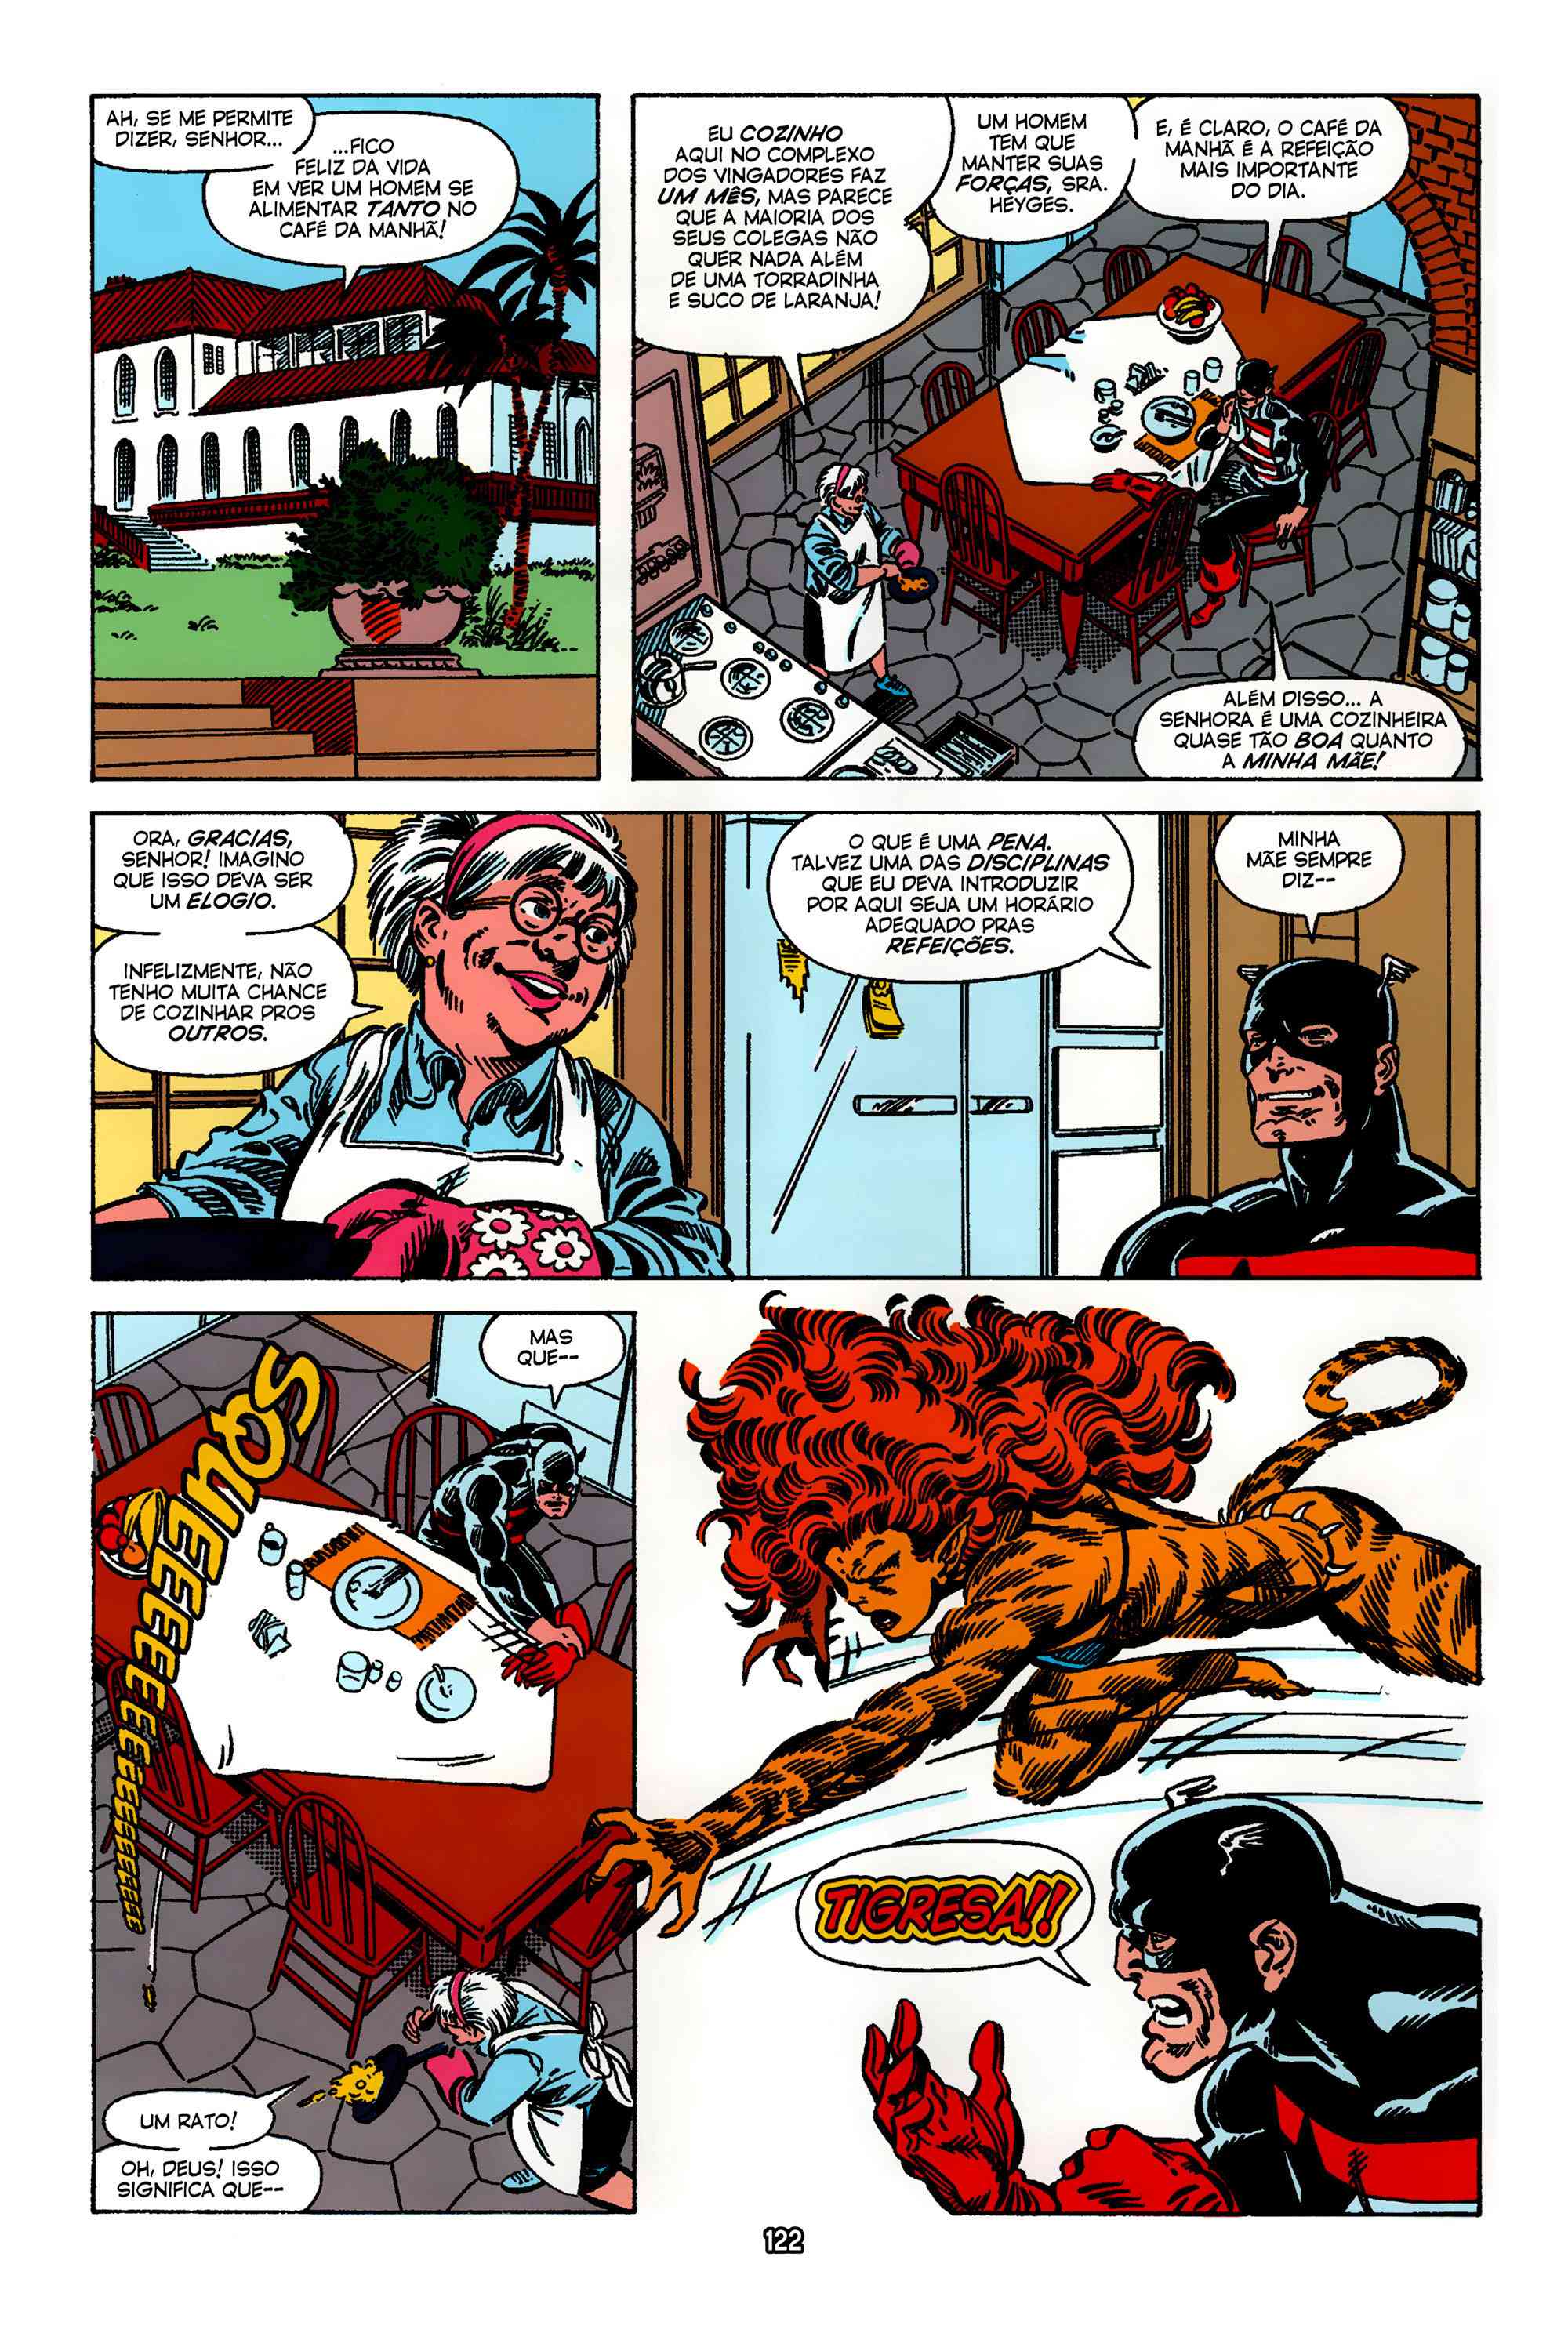 AH, SE ME PERMITE
DIZER, SENHOR...
...FICO
FELIZ DA VIDA
EM VER UM HOMEM SE
ALIMENTAR TANTO NO
CAFÉ DA MANHÃ!
EU COZINHO
AQUI NO COMPLEXO
DOS VINGADORES FAZ
UM MÊS, MAS PARECE
QUE A MAIORIA DOS
SEUS COLEGAS NÃO
QUER NADA ALÉM
DE UMA TORRADINHA
E SUCO DE LARANJA!
UM HOMEM
TEM QUE
MANTER SUAS
FORÇAS, SRA.
HEYGES.
E, É CLARO, O CAFÉ DA
MANHÃ É A REFEIÇÃO
MAIS IMPORTANTE
DO DIA.
ALÉM DISSO... A
SENHORA É UMA COZINHEIRA
QUASE TÃO BOA QUANTO
A MINHA MÃE!
ORA, GRACIAS,
SENHOR! IMAGINO
QUE ISSO DEVA SER
UM ELOGIO.
INFELIZMENTE, NÃO
TENHO MUITA CHANCE
DE COZINHAR PROS
OUTROS.
O QUE É UMA PENA.
TALVEZ UMA DAS DISCIPLINAS
QUE EU DEVA INTRODUZIR
POR AQUI SEJA UM HORÁRIO
ADEQUADO PRAS
REFEIÇÕES.
MINHA
MÃE SEMPRE
DIZ--
MAS
QUE--
UM RATO!
OH, DEUS! ISSO
SIGNIFICA QUE--
TIGRESA!!
122